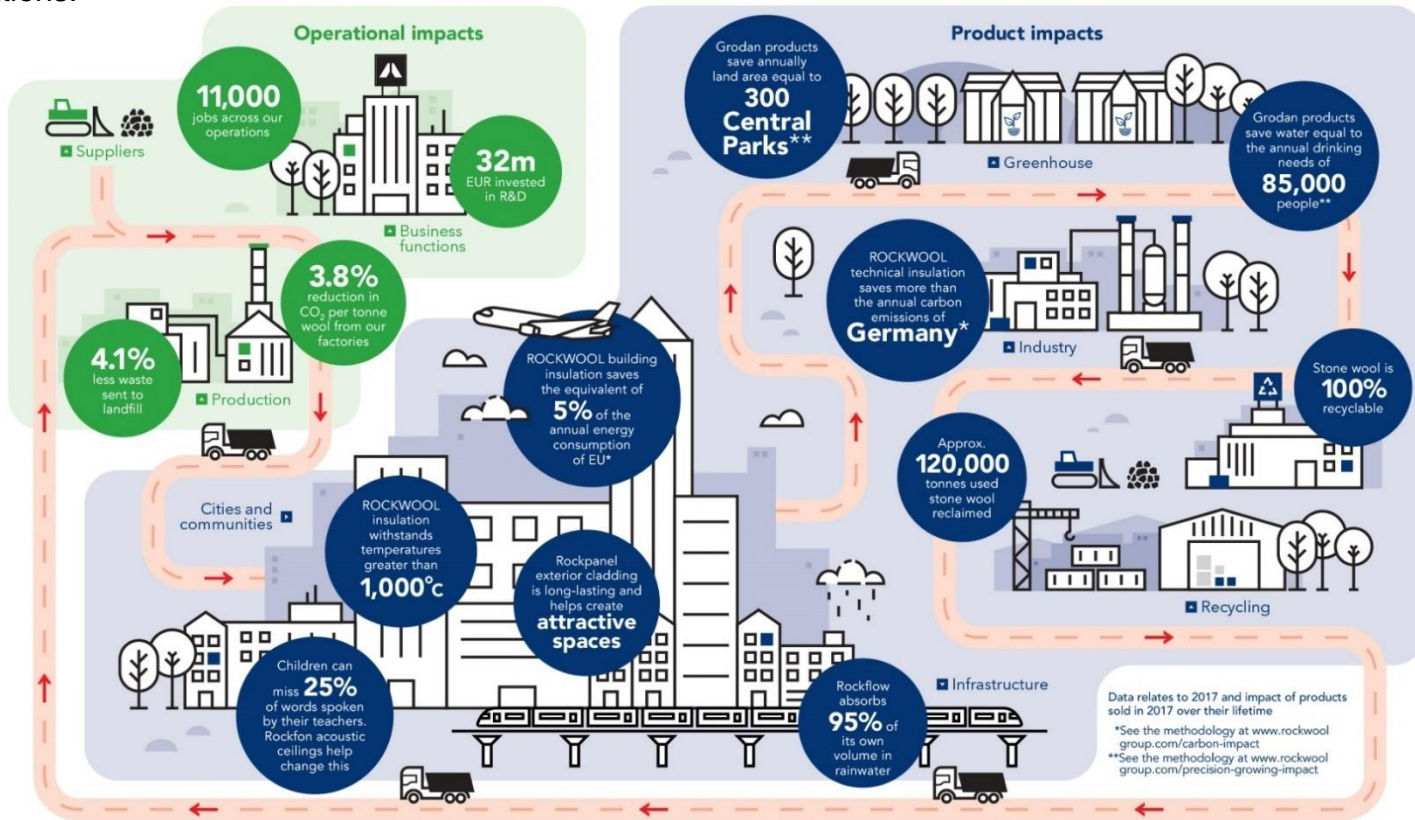 ations.
Operational impacts
11,000
jobs across our
operations
Suppliers
32m
EUR invested
in R&D
Business
functions
3.8%
reduction in
CO₂ per tonne
wool from our
factories
4.1%
less waste
sent to
landfill
Production
Product impacts
Grodan products
save annually
land area equal to
300
Central
Parks**
Greenhouse
Grodan products
save water equal to
the annual drinking
needs of
85,000
people**
ROCKWOOL
technical insulation
saves more than
the annual carbon
emissions of
Germany*
Industry
Stone wool is
100%
recyclable
Approx.
120,000
tonnes used
stone wool
reclaimed
Recycling
ROCKWOOL building
insulation saves
the equivalent of
5% of the
annual energy
consumption
of EU*
Cities and
communities
ROCKWOOL
insulation
withstands
temperatures
greater than
1,000°C
Rockpanel
exterior cladding
is long-lasting and
helps create
attractive
spaces
Children can
miss 25%
of words spoken
by their teachers.
Rockfon acoustic
ceilings help
change this
Rockflow
absorbs
95% of
its own
volume in
rainwater
Infrastructure
Data relates to 2017 and impact of products
sold in 2017 over their lifetime
*See the methodology at www.rockwool
group.com/carbon-impact
**See the methodology at www.rockwool
group.com/precision-growing-impact